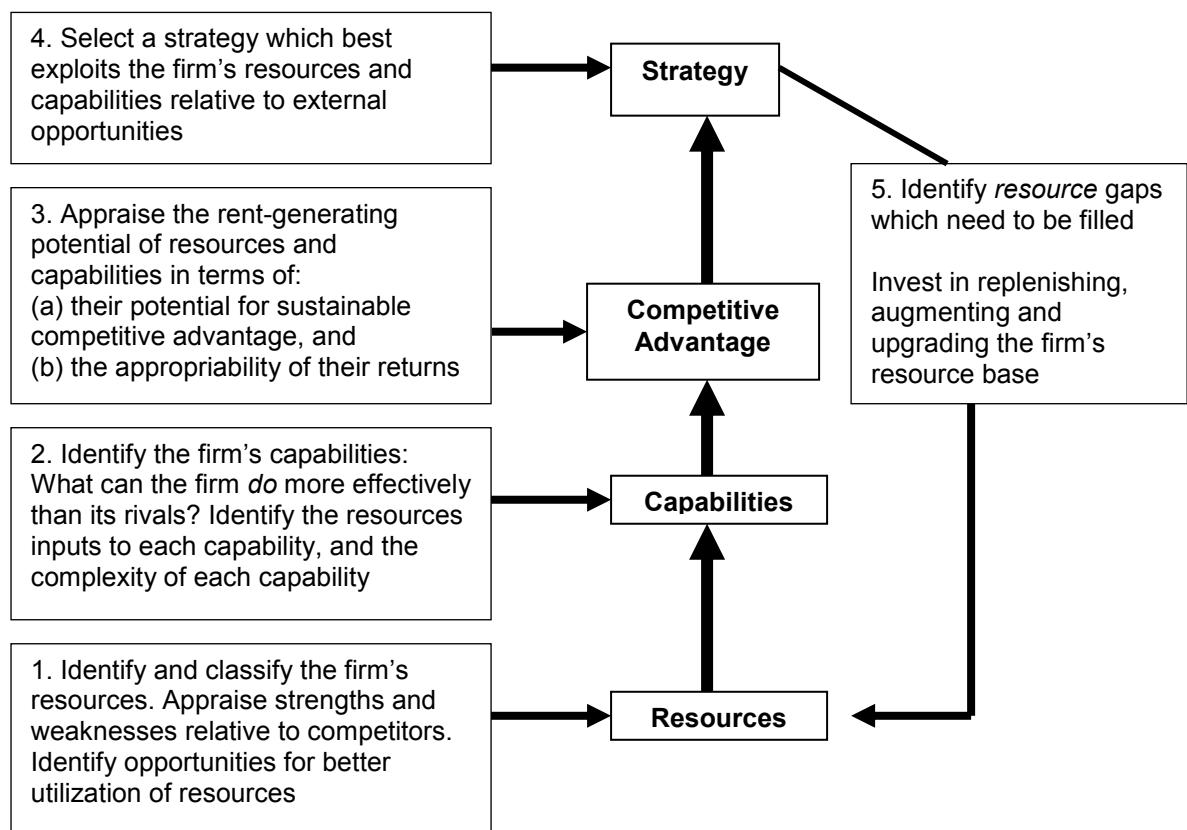 4. Select a strategy which best
exploits the firm’s resources and
capabilities relative to external
opportunities
Strategy
5. Identify resource gaps
which need to be filled
Invest in replenishing,
augmenting and
upgrading the firm’s
resource base
3. Appraise the rent-generating
potential of resources and
capabilities in terms of:
(a) their potential for sustainable
competitive advantage, and
(b) the appropriability of their returns
Competitive
Advantage
2. Identify the firm’s capabilities:
What can the firm do more effectively
than its rivals? Identify the resources
inputs to each capability, and the
complexity of each capability
Capabilities
1. Identify and classify the firm’s
resources. Appraise strengths and
weaknesses relative to competitors.
Identify opportunities for better
utilization of resources
Resources